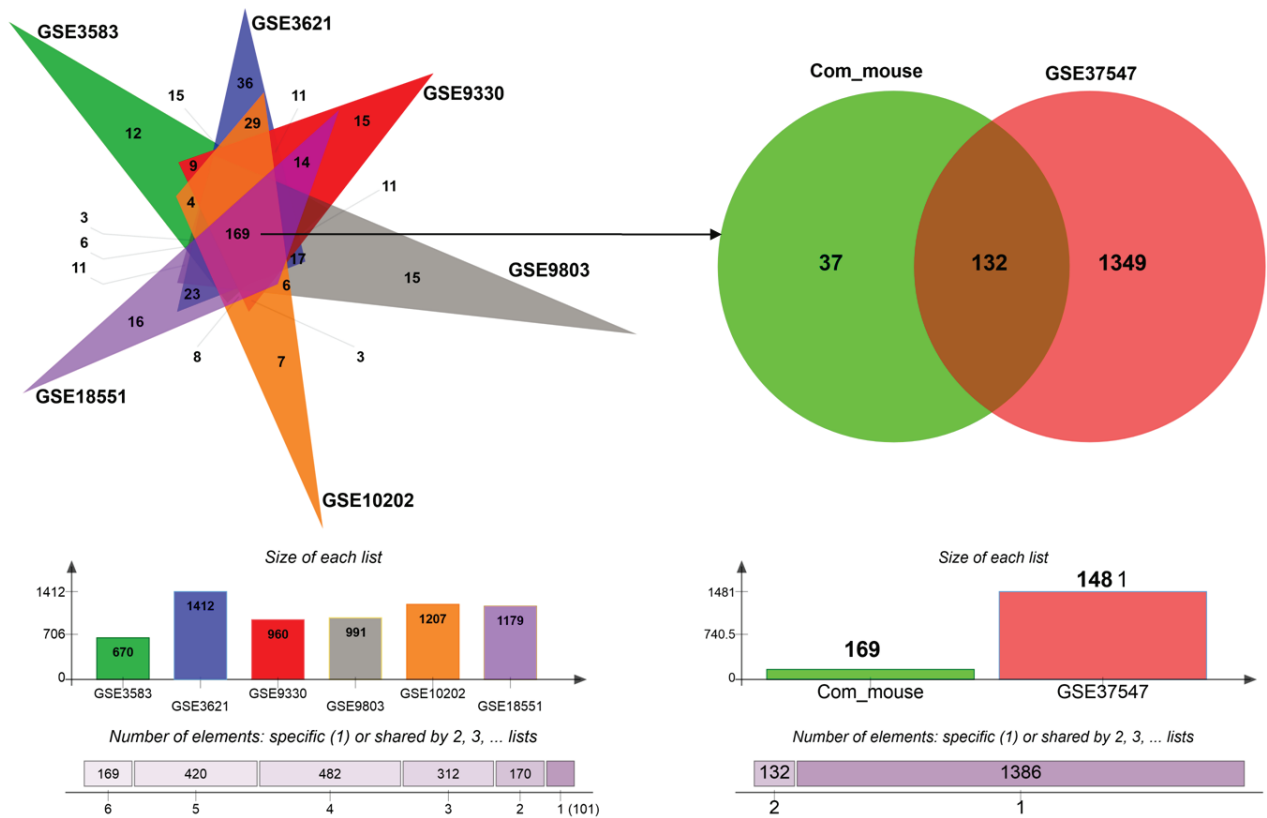 GSE3583
GSE3621
GSE9330
GSE9803
GSE10202
GSE18551
36
15
11
29
15
12
9
14
4
11
3
169
6
17
11
15
23
6
16
8
3
7
Com_mouse
GSE37547
37
132
1349
Size of each list
1412
706
0
670
1412
960
991
1207
1179
GSE3583
GSE3621
GSE9330
GSE9803
GSE10202
GSE18551
Number of elements: specific (1) or shared by 2, 3, ... lists
169
420
482
312
170
6
5
4
3
2
1 (101)
Size of each list
1481
740.5
0
169
148 1
Com_mouse
GSE37547
Number of elements: specific (1) or shared by 2, 3, ... lists
132
1386
2
1